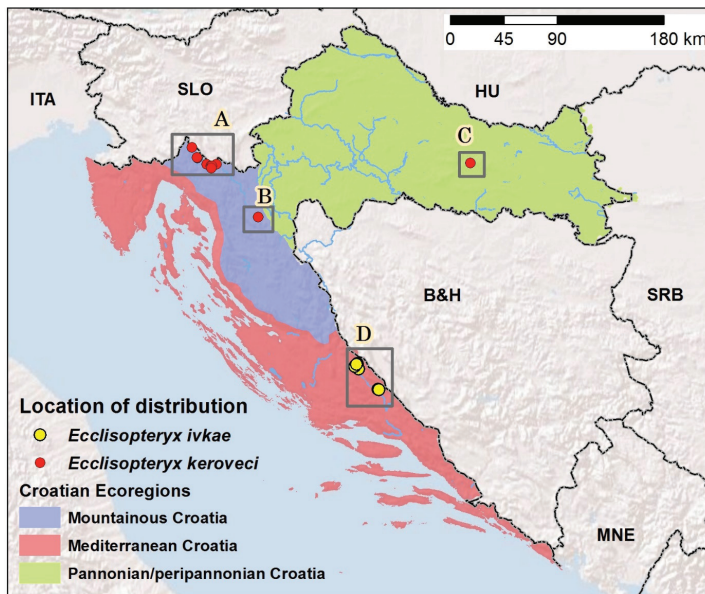 0 45 90 180 km
ITA
SLO
HU
A
C
B
B&H
SRB
D
MNE
Location of distribution
Ecclisopteryx ivkae
Ecclisopteryx keroveci
Croatian Ecoregions
Mountainous Croatia
Mediterranean Croatia
Pannonian/peripannonian Croatia